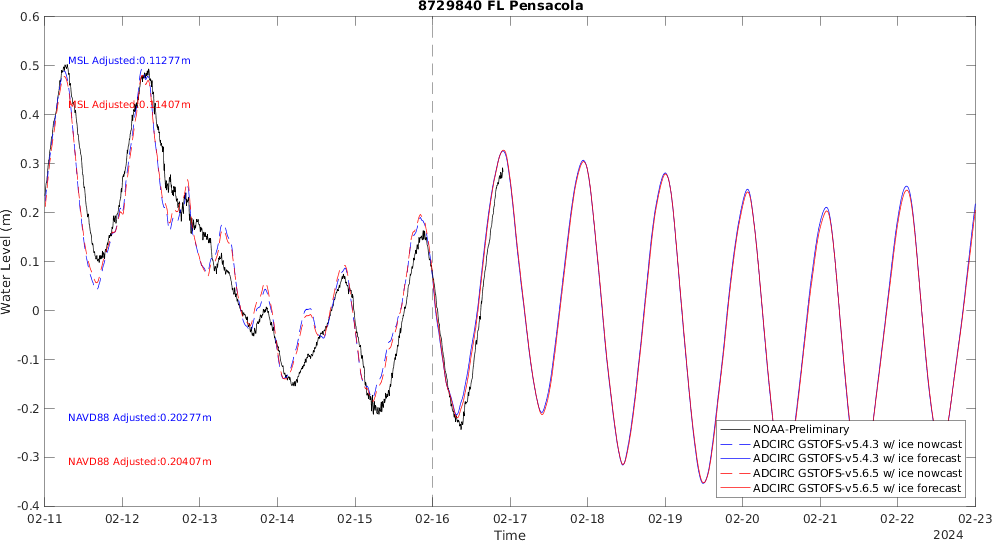 8729840 FL Pensacola
0.6
0.5
0.4
0.3
0.2
0.1
0
-0.1
-0.2
-0.3
-0.4
Water Level (m)
MSL Adjusted:0.11277m
MSL Adjusted:0.11407m
NAVD88 Adjusted:0.20277m
NAVD88 Adjusted:0.20407m
NOAA-Preliminary
ADCIRC GSTOFS-v5.4.3 w/ ice nowcast
ADCIRC GSTOFS-v5.4.3 w/ ice forecast
ADCIRC GSTOFS-v5.6.5 w/ ice nowcast
ADCIRC GSTOFS-v5.6.5 w/ ice forecast
02-11 02-12 02-13 02-14 02-15 02-16 02-17 02-18 02-19 02-20 02-21 02-22 02-23
Time
2024